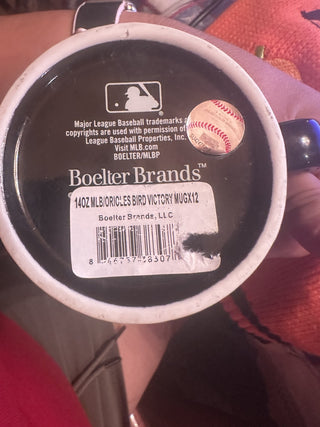 Major League Baseball trademarks
copyrights are used with permission of
League Baseball Properties, Inc.
Visit MLB.com
BOELTER/MLBP
Boelter Brands™
14OZ MLB/ORIOLES BIRD VICTORY MUGX12
Boelter Brands, LLC